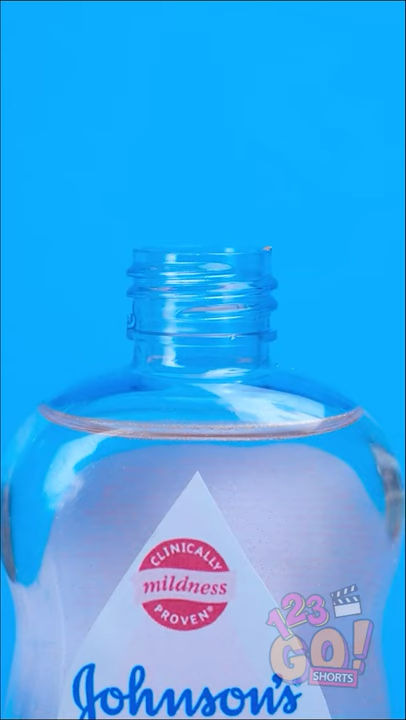 CLINICALLY
mildness
PROVEN®
Johnson's
123
GO!
SHORTS